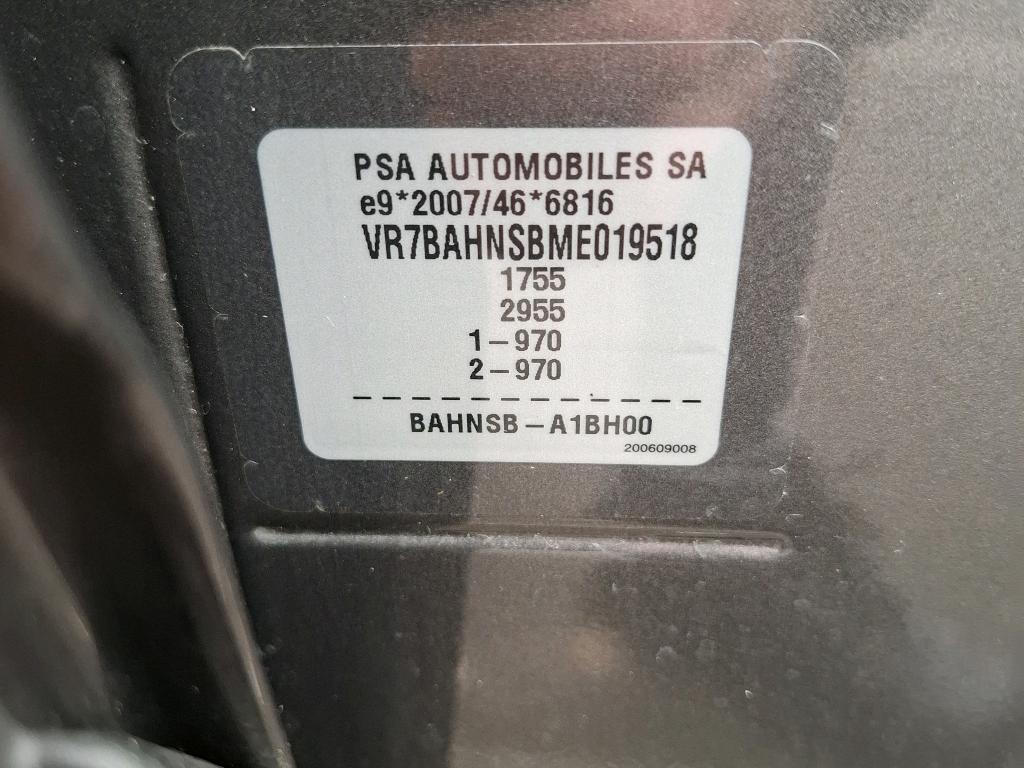 PSA AUTOMOBILES SA
e9*2007/46*6816
VR7BAHNSBME019518
1755
2955
1-970
2-970
BAHNSB-A1BH00
200609008